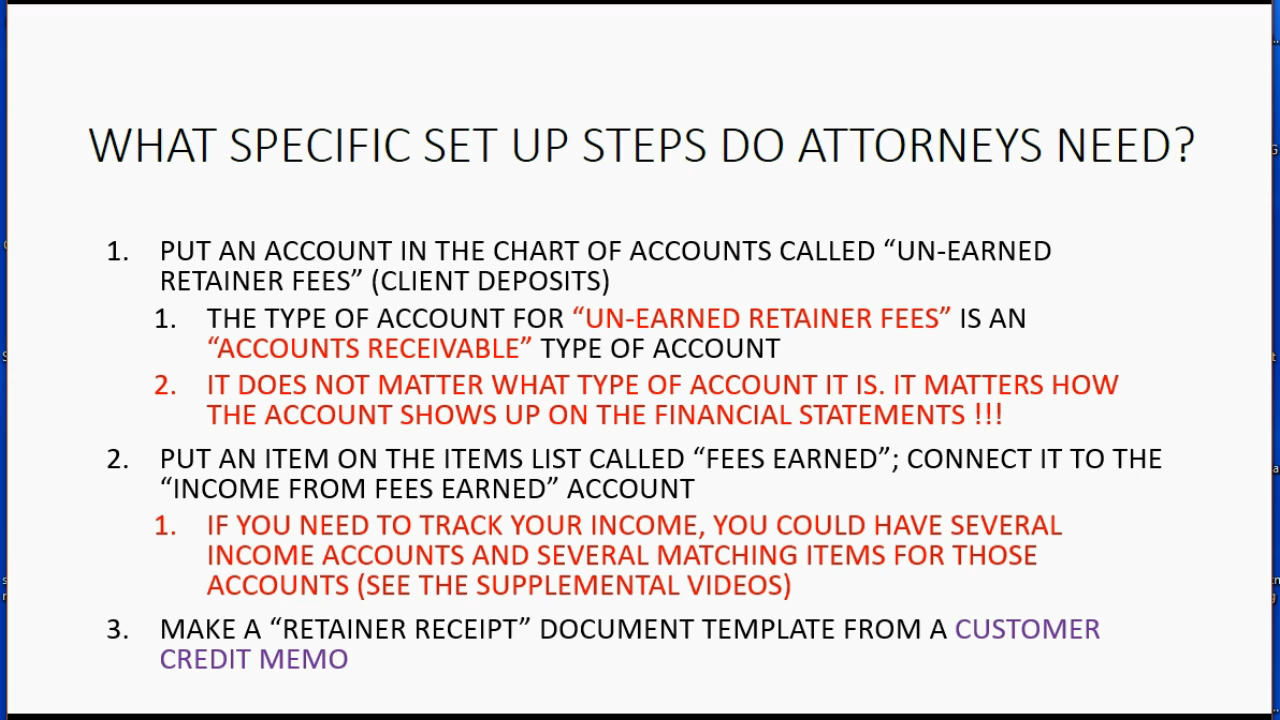 WHAT SPECIFIC SET UP STEPS DO ATTORNEYS NEED?
1. PUT AN ACCOUNT IN THE CHART OF ACCOUNTS CALLED “UN-EARNED
RETAINER FEES” (CLIENT DEPOSITS)
1. THE TYPE OF ACCOUNT FOR “UN-EARNED RETAINER FEES” IS AN
“ACCOUNTS RECEIVABLE” TYPE OF ACCOUNT
2. IT DOES NOT MATTER WHAT TYPE OF ACCOUNT IT IS. IT MATTERS HOW
THE ACCOUNT SHOWS UP ON THE FINANCIAL STATEMENTS !!!
2. PUT AN ITEM ON THE ITEMS LIST CALLED “FEES EARNED”; CONNECT IT TO THE
“INCOME FROM FEES EARNED” ACCOUNT
1. IF YOU NEED TO TRACK YOUR INCOME, YOU COULD HAVE SEVERAL
INCOME ACCOUNTS AND SEVERAL MATCHING ITEMS FOR THOSE
ACCOUNTS (SEE THE SUPPLEMENTAL VIDEOS)
3. MAKE A “RETAINER RECEIPT” DOCUMENT TEMPLATE FROM A CUSTOMER
CREDIT MEMO